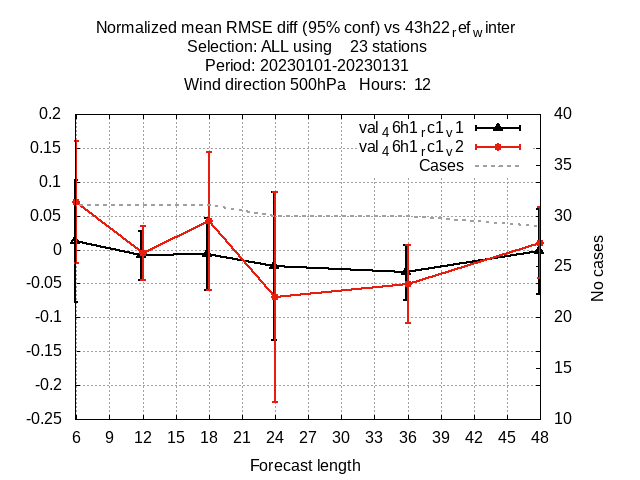 Normalized mean RMSE diff (95% conf) vs 43h22refwinter
Selection: ALL using 23 stations
Period: 20230101-20230131
Wind direction 500hPa Hours: 12
val46h1rc1v1
val46h1rc1v2
Cases
0.2
0.15
0.1
0.05
0
-0.05
-0.1
-0.15
-0.2
-0.25
40
35
30
25
20
15
10
No cases
6 9 12 15 18 21 24 27 30 33 36 39 42 45 48
Forecast length